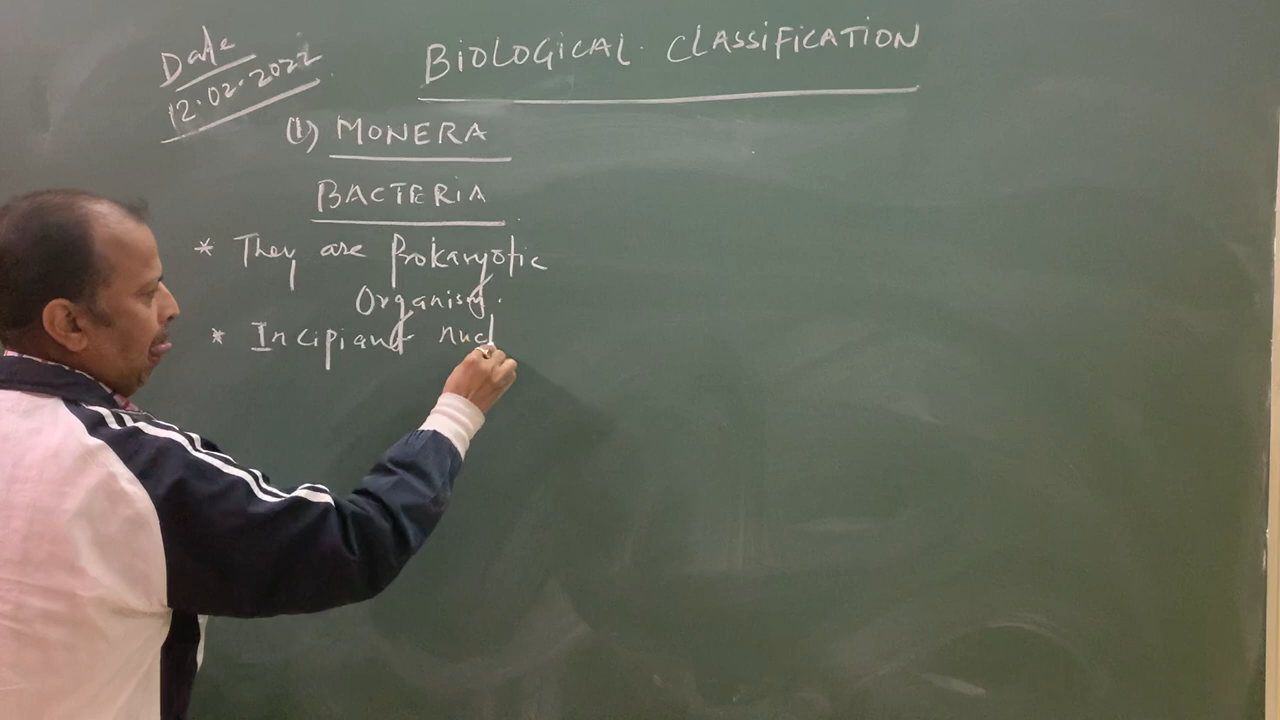 Date
12.02.2022
BiOLOGiCAL CLASSiFiCATiON
(1) MONERA
BACTERiA
* They are Prokaryotic
Organism.
* Incipiant nucl